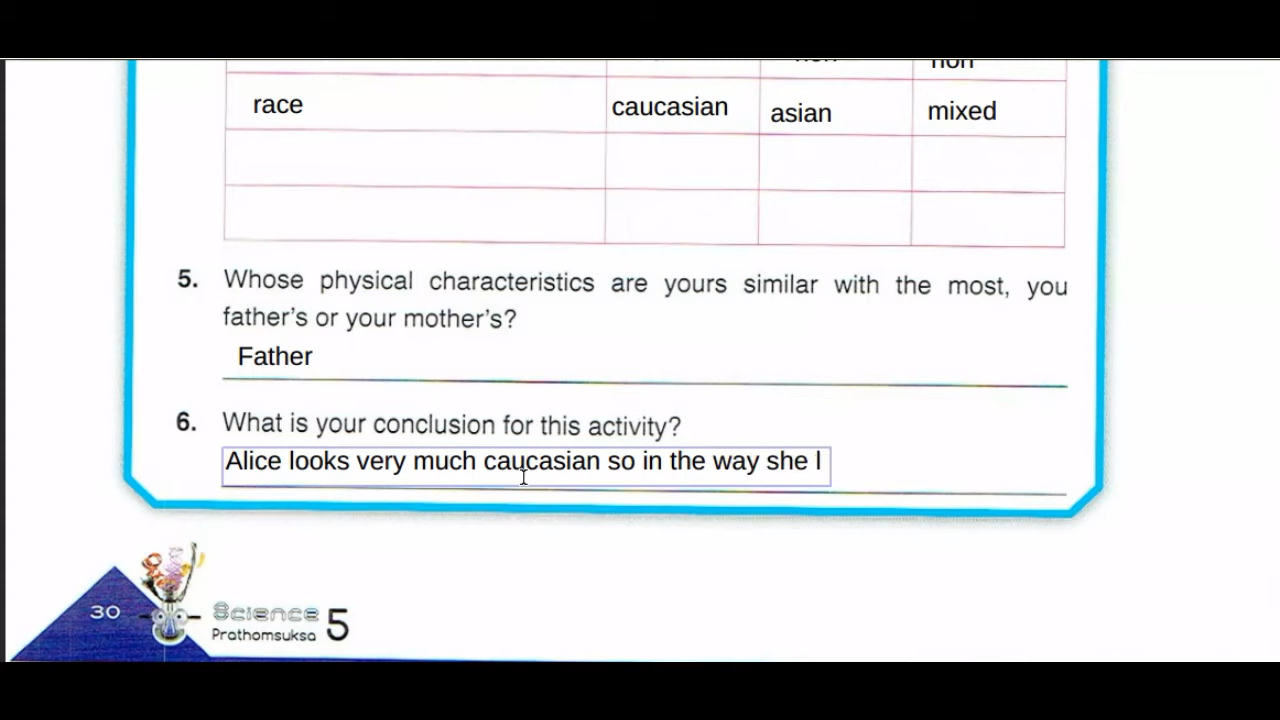 non
race caucasian asian mixed
5. Whose physical characteristics are yours similar with the most, you
father's or your mother's?
Father
6. What is your conclusion for this activity?
Alice looks very much caucasian so in the way she l
30
Science
Prathomsuksa 5